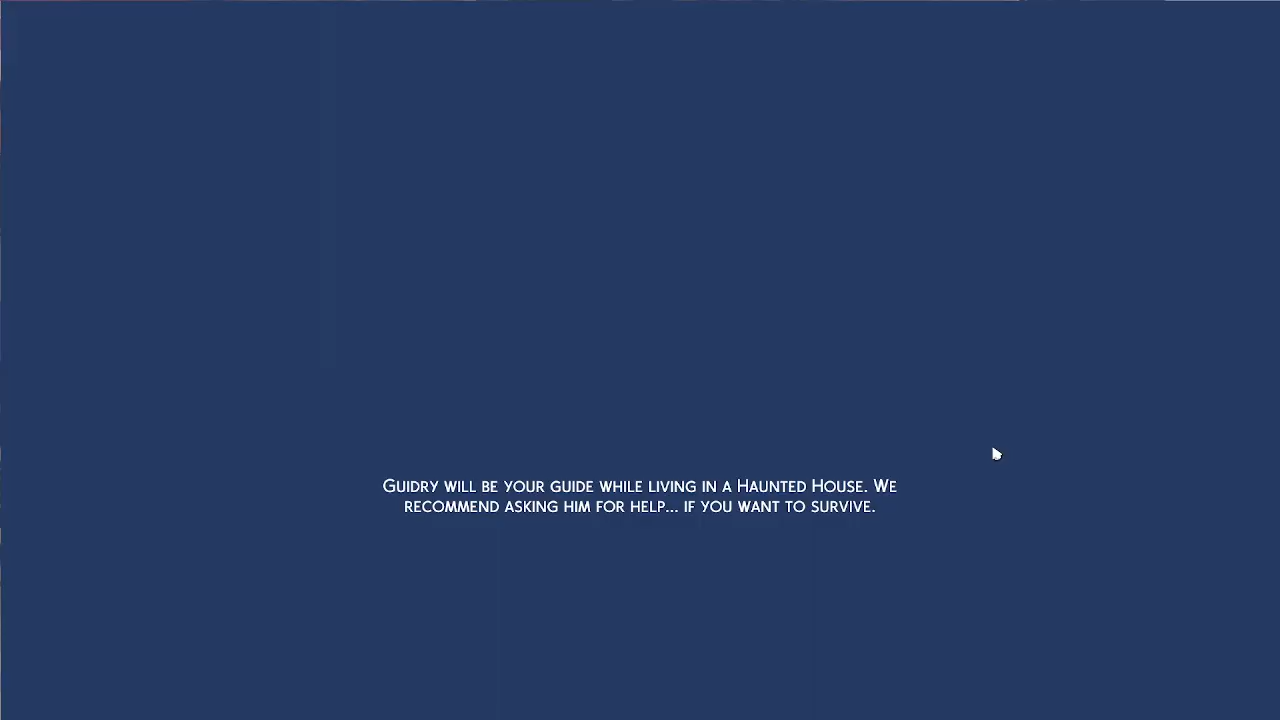 Guidry will be your guide while living in a Haunted House. We
recommend asking him for help... if you want to survive.